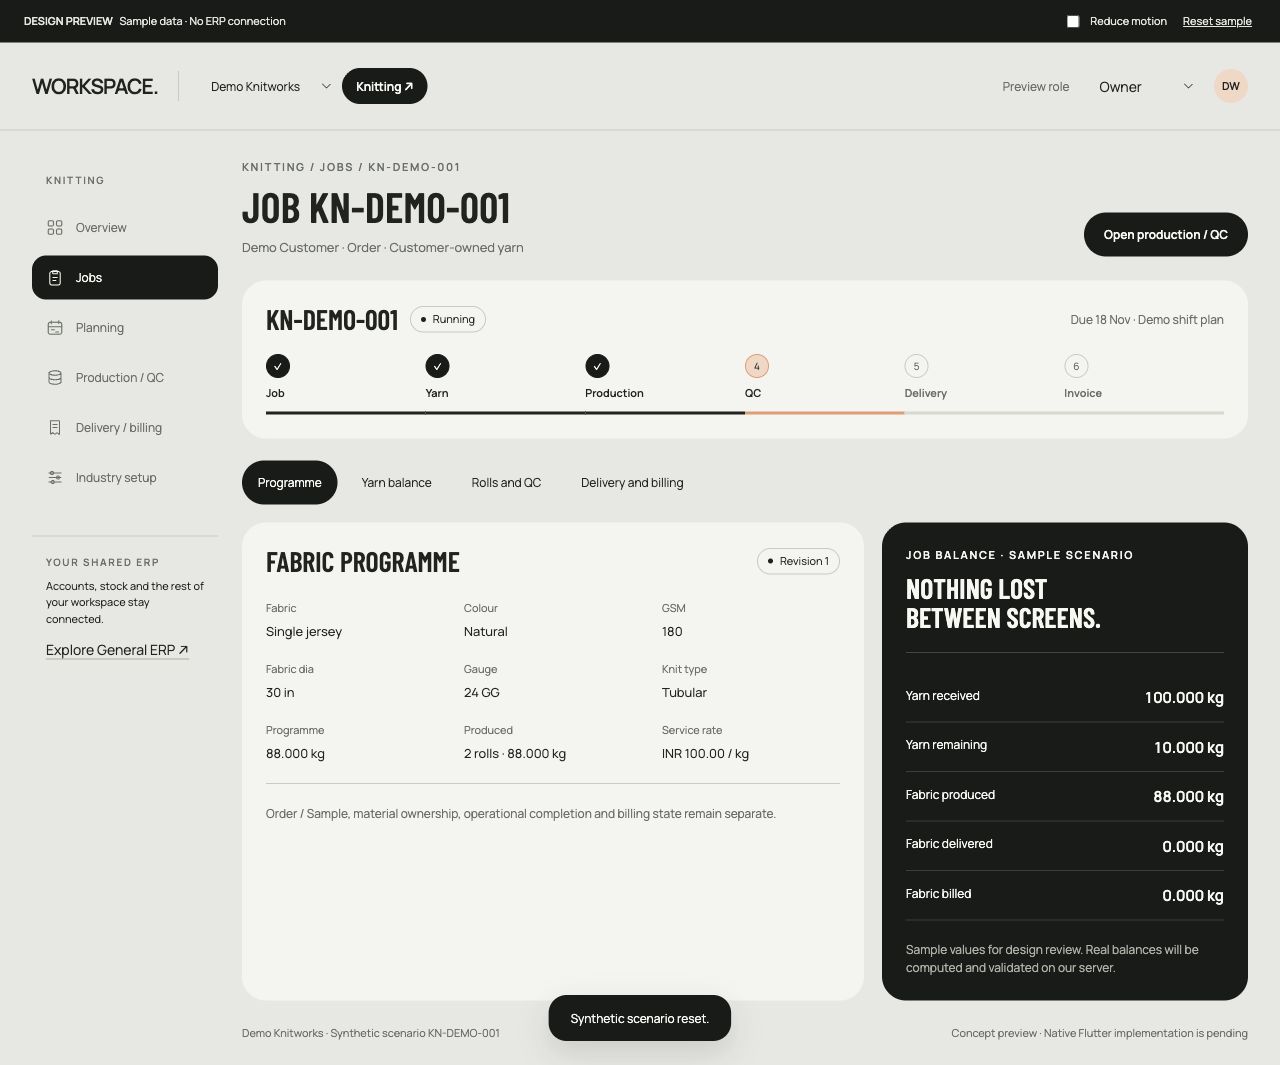 DESIGN PREVIEW Sample data · No ERP connection
Reduce motion Reset sample
WORKSPACE.
Demo Knitworks
Knitting ↗
Preview role
Owner
DW
KNITTING
Overview
Jobs
Planning
Production / QC
Delivery / billing
Industry setup
YOUR SHARED ERP
Accounts, stock and the rest of
your workspace stay
connected.
Explore General ERP ↗
KNITTING / JOBS / KN-DEMO-001
JOB KN-DEMO-001
Demo Customer · Order · Customer-owned yarn
Open production / QC
KN-DEMO-001
Running
Due 18 Nov · Demo shift plan
4 5 6
Job Yarn Production QC Delivery Invoice
Programme Yarn balance Rolls and QC Delivery and billing
FABRIC PROGRAMME
Revision 1
Fabric Colour GSM
Single jersey Natural 180
Fabric dia Gauge Knit type
30 in 24 GG Tubular
Programme Produced Service rate
88.000 kg 2 rolls · 88.000 kg INR 100.00 / kg
Order / Sample, material ownership, operational completion and billing state remain separate.
JOB BALANCE · SAMPLE SCENARIO
NOTHING LOST
BETWEEN SCREENS.
Yarn received 100.000 kg
Yarn remaining 10.000 kg
Fabric produced 88.000 kg
Fabric delivered 0.000 kg
Fabric billed 0.000 kg
Sample values for design review. Real balances will be
computed and validated on our server.
Synthetic scenario reset.
Demo Knitworks · Synthetic scenario KN-DEMO-001
Concept preview · Native Flutter implementation is pending